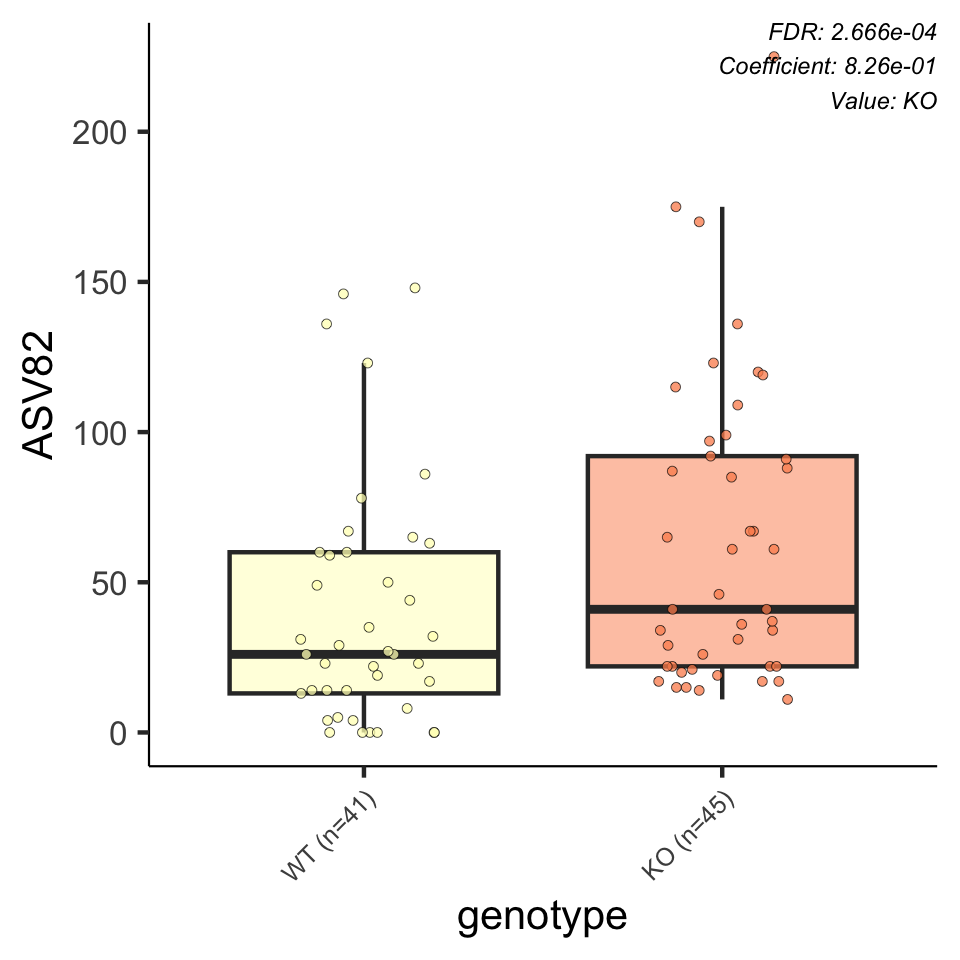 FDR: 2.666e-04
Coefficient: 8.26e-01
Value: KO
200
150
100
50
0
ASV82
WT (n=41)
KO (n=45)
genotype